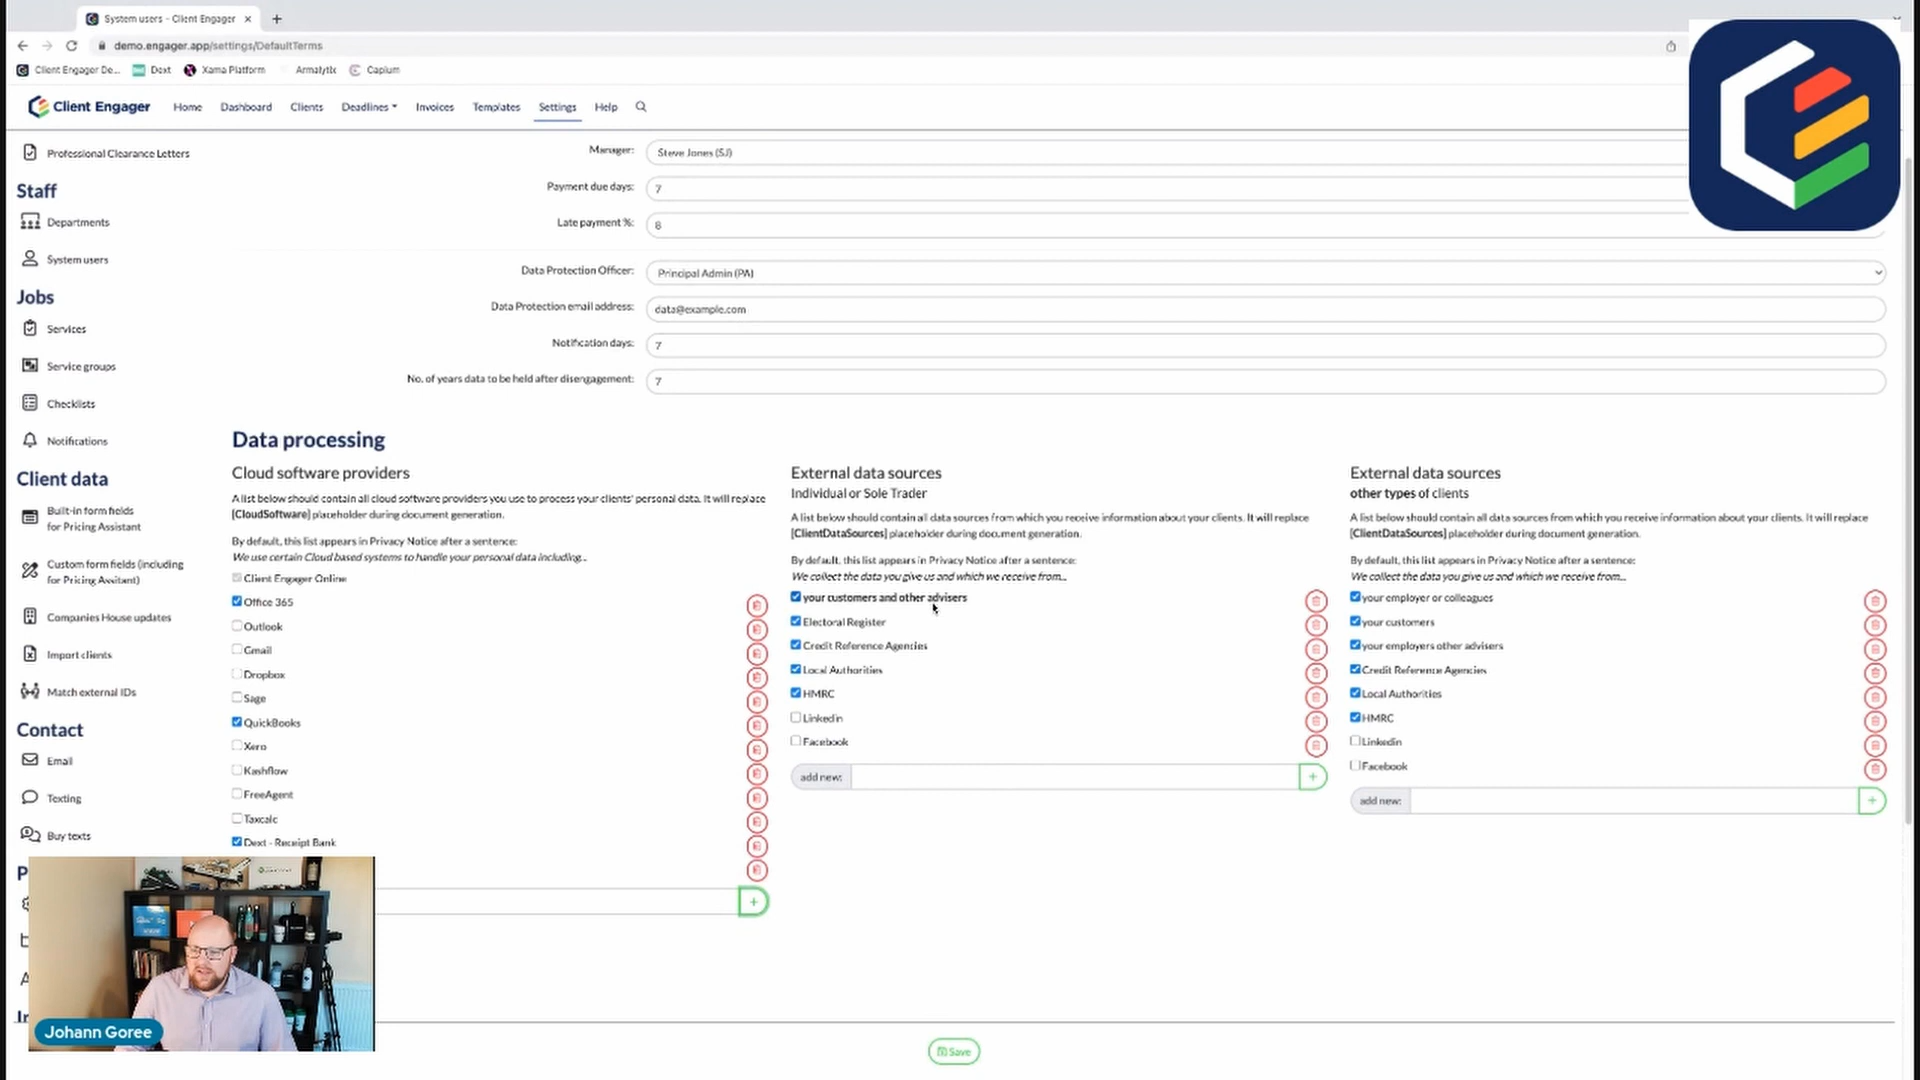 System users - Client Engager
demo.engager.app/settings/DefaultTerms
Client Engager De... Dext Xama Platform Armalytix Capium
Client Engager Home Dashboard Clients Deadlines Invoices Templates Settings Help
Professional Clearance Letters
Staff
Departments
System users
Jobs
Services
Service groups
Checklists
Notifications
Client data
Built-in form fields
for Pricing Assistant
Custom form fields (including
for Pricing Assitant)
Companies House updates
Import clients
Match external IDs
Contact
Email
Texting
Buy texts
Manager: Steve Jones (SJ)
Payment due days: 7
Late payment %: 8
Data Protection Officer: Principal Admin (PA)
Data Protection email address: data@example.com
Notification days: 7
No. of years data to be held after disengagement: 7
Data processing
Cloud software providers
A list below should contain all cloud software providers you use to process your clients' personal data. It will replace
[CloudSoftware] placeholder during document generation.
By default, this list appears in Privacy Notice after a sentence:
We use certain Cloud based systems to handle your personal data including...
Client Engager Online
Office 365
Outlook
Gmail
Dropbox
Sage
QuickBooks
Xero
Kashflow
FreeAgent
Taxcalc
Dext - Receipt Bank
External data sources
Individual or Sole Trader
A list below should contain all data sources from which you receive information about your clients. It will replace
[ClientDataSources] placeholder during document generation.
By default, this list appears in Privacy Notice after a sentence:
We collect the data you give us and which we receive from...
your customers and other advisers
Electoral Register
Credit Reference Agencies
Local Authorities
HMRC
Linkedin
Facebook
add new:
External data sources
other types of clients
A list below should contain all data sources from which you receive information about your clients. It will replace
[ClientDataSources] placeholder during document generation.
By default, this list appears in Privacy Notice after a sentence:
We collect the data you give us and which we receive from...
your employer or colleagues
your customers
your employers other advisers
Credit Reference Agencies
Local Authorities
HMRC
Linkedin
Facebook
add new:
Johann Goree
Save